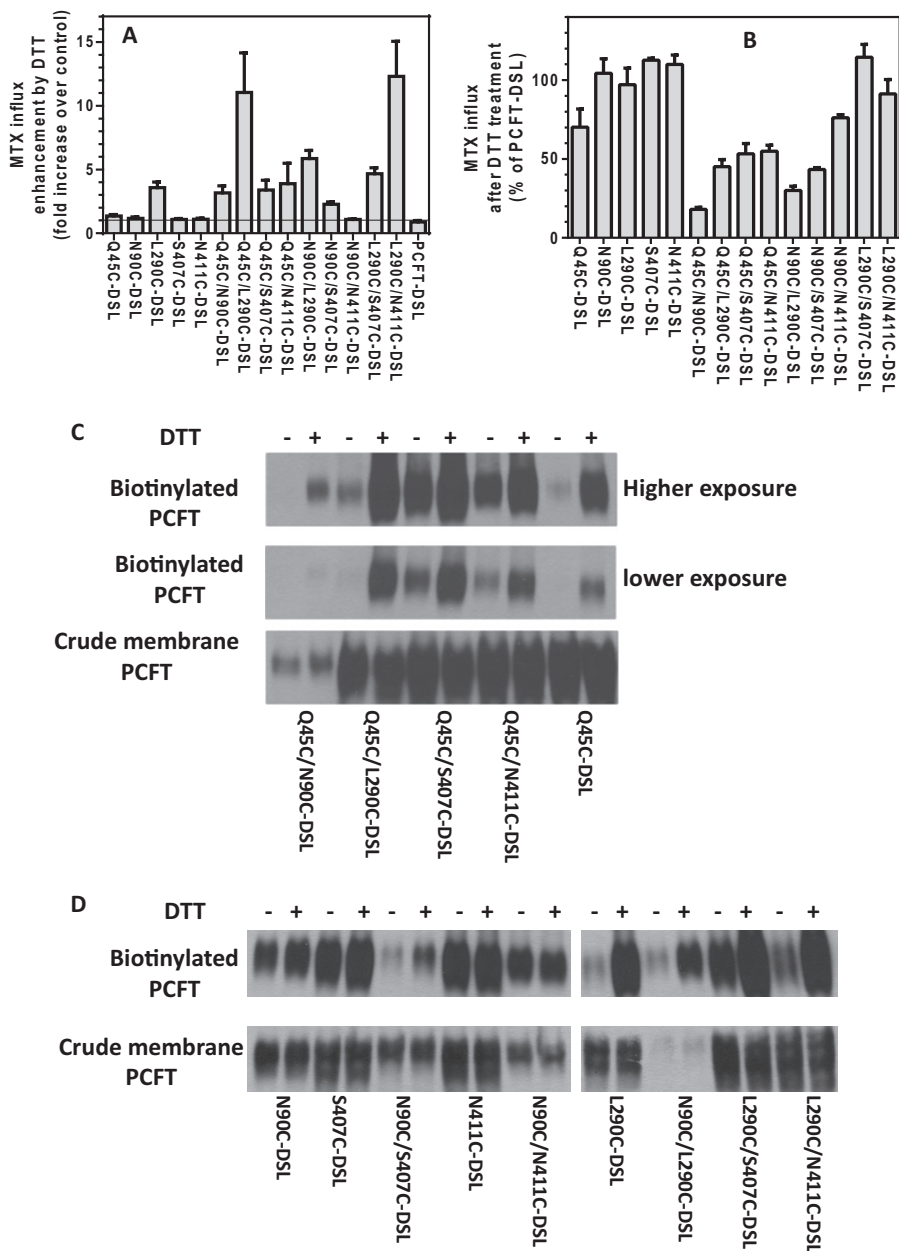 A
MTX influx
enhancement by DTT
(fold increase over control)
15
10
5
4
3
2
1
0
Q45C-DSL
N90C-DSL
L290C-DSL
S407C-DSL
N411C-DSL
Q45C/N90C-DSL
Q45C/L290C-DSL
Q45C/S407C-DSL
Q45C/N411C-DSL
N90C/L290C-DSL
N90C/S407C-DSL
N90C/N411C-DSL
L290C/S407C-DSL
L290C/N411C-DSL
PCFT-DSL
B
MTX influx
after DTT treatment
(% of PCFT-DSL)
100
50
0
Q45C-DSL
N90C-DSL
L290C-DSL
S407C-DSL
N411C-DSL
Q45C/N90C-DSL
Q45C/L290C-DSL
Q45C/S407C-DSL
Q45C/N411C-DSL
N90C/L290C-DSL
N90C/S407C-DSL
N90C/N411C-DSL
L290C/S407C-DSL
L290C/N411C-DSL
C
DTT - + - + - + - + - +
Biotinylated
PCFT
Higher exposure
Biotinylated
PCFT
lower exposure
Crude membrane
PCFT
Q45C/N90C-DSL
Q45C/L290C-DSL
Q45C/S407C-DSL
Q45C/N411C-DSL
Q45C-DSL
D
DTT - + - + - + - + - + - + - + - + - +
Biotinylated
PCFT
Crude membrane
PCFT
N90C-DSL
S407C-DSL
N90C/S407C-DSL
N411C-DSL
N90C/N411C-DSL
L290C-DSL
N90C/L290C-DSL
L290C/S407C-DSL
L290C/N411C-DSL